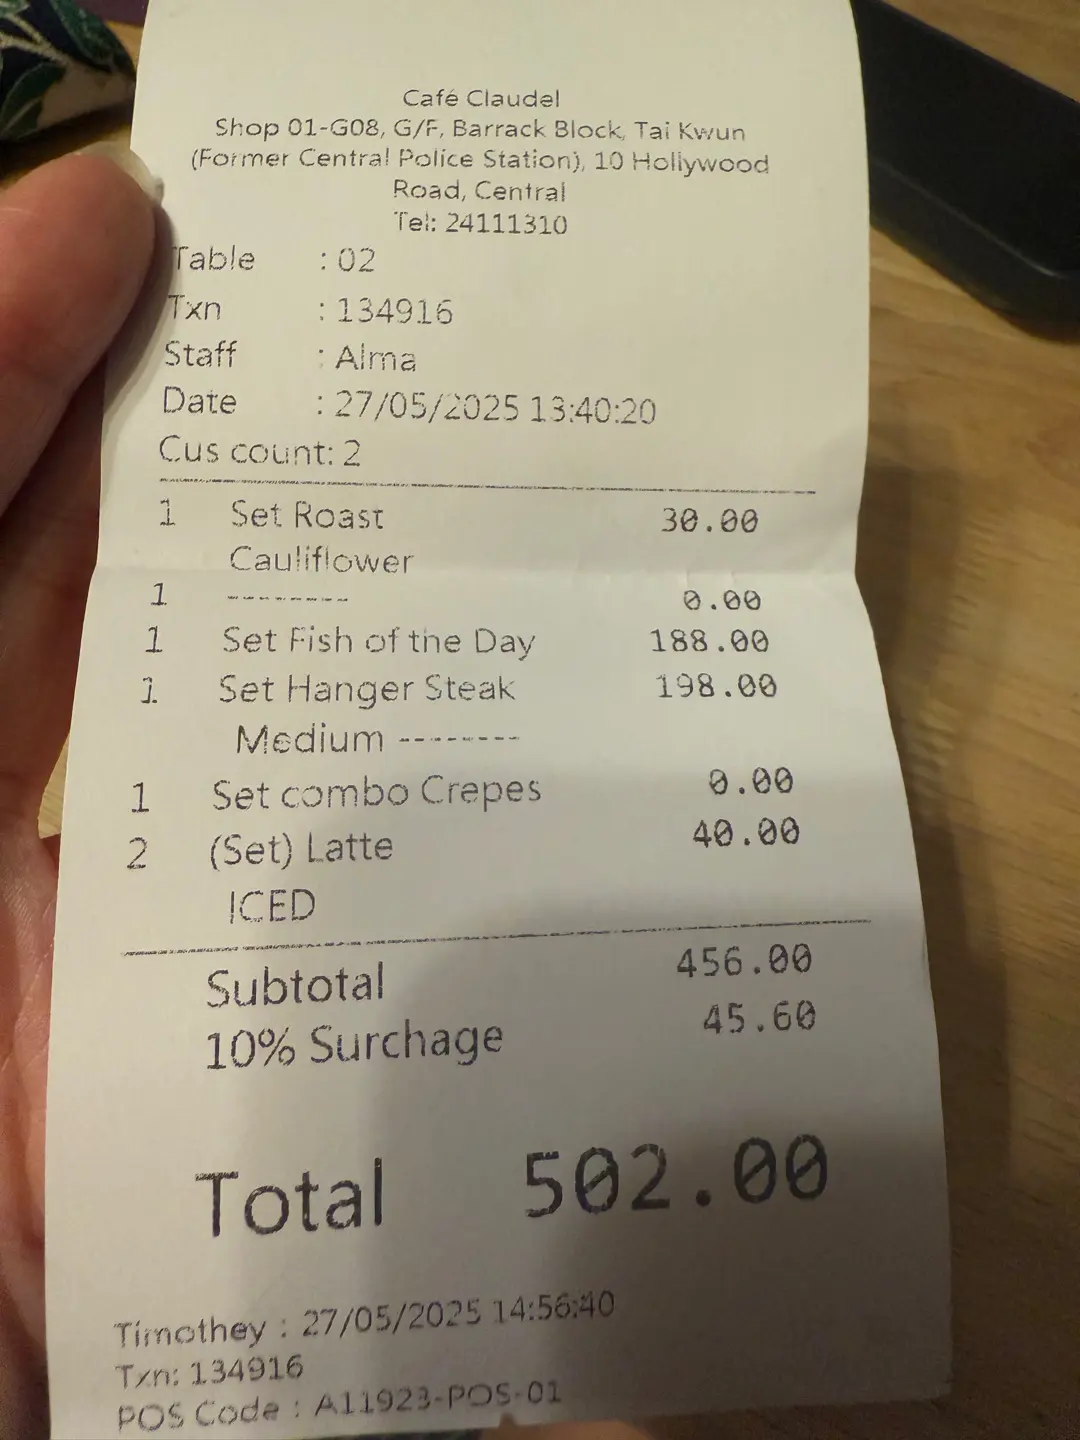 Café Claudel
Shop 01-G08, G/F, Barrack Block, Tai Kwun
(Former Central Police Station), 10 Hollywood
Road, Central
Tel: 24111310
Table : 02
Txn : 134916
Staff : Alma
Date : 27/05/2025 13:40:20
Cus count: 2
1 Set Roast 30.00
Cauliflower
1 -------- 0.00
1 Set Fish of the Day 188.00
1 Set Hanger Steak 198.00
Medium --------
1 Set combo Crepes 0.00
2 (Set) Latte 40.00
ICED
Subtotal 456.00
10% Surchage 45.60
Total 502.00
Timothey : 27/05/2025 14:56:40
Txn: 134916
POS Code : A11923-POS-01